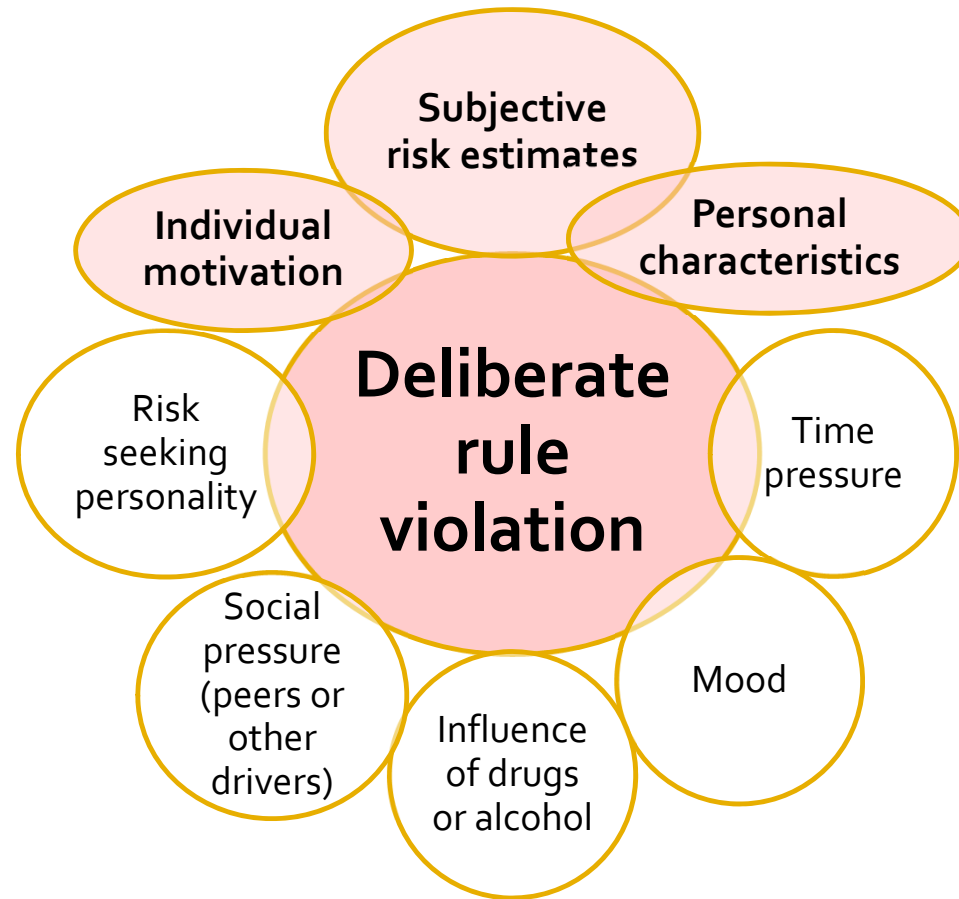 Subjective
risk estimates
Individual
motivation
Personal
characteristics
Deliberate
rule
violation
Risk
seeking
personality
Time
pressure
Social
pressure
(peers or
other
drivers)
Mood
Influence
of drugs
or alcohol